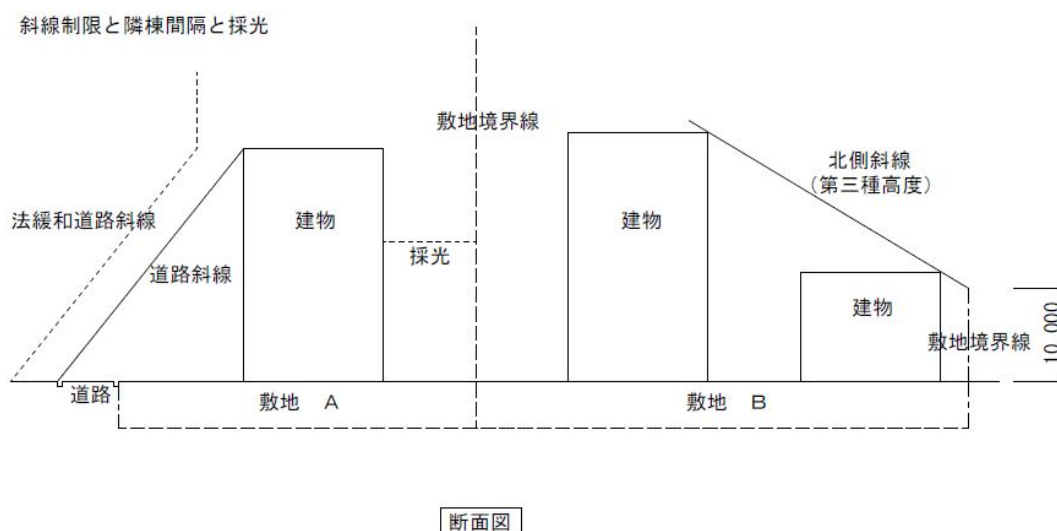 斜線制限と隣棟間隔と採光
敷地境界線
北側斜線
（第三種高度）
法緩和道路斜線
建物
建物
採光
道路斜線
建物
敷地境界線
10,000
道路
敷地　A
敷地　B
断面図